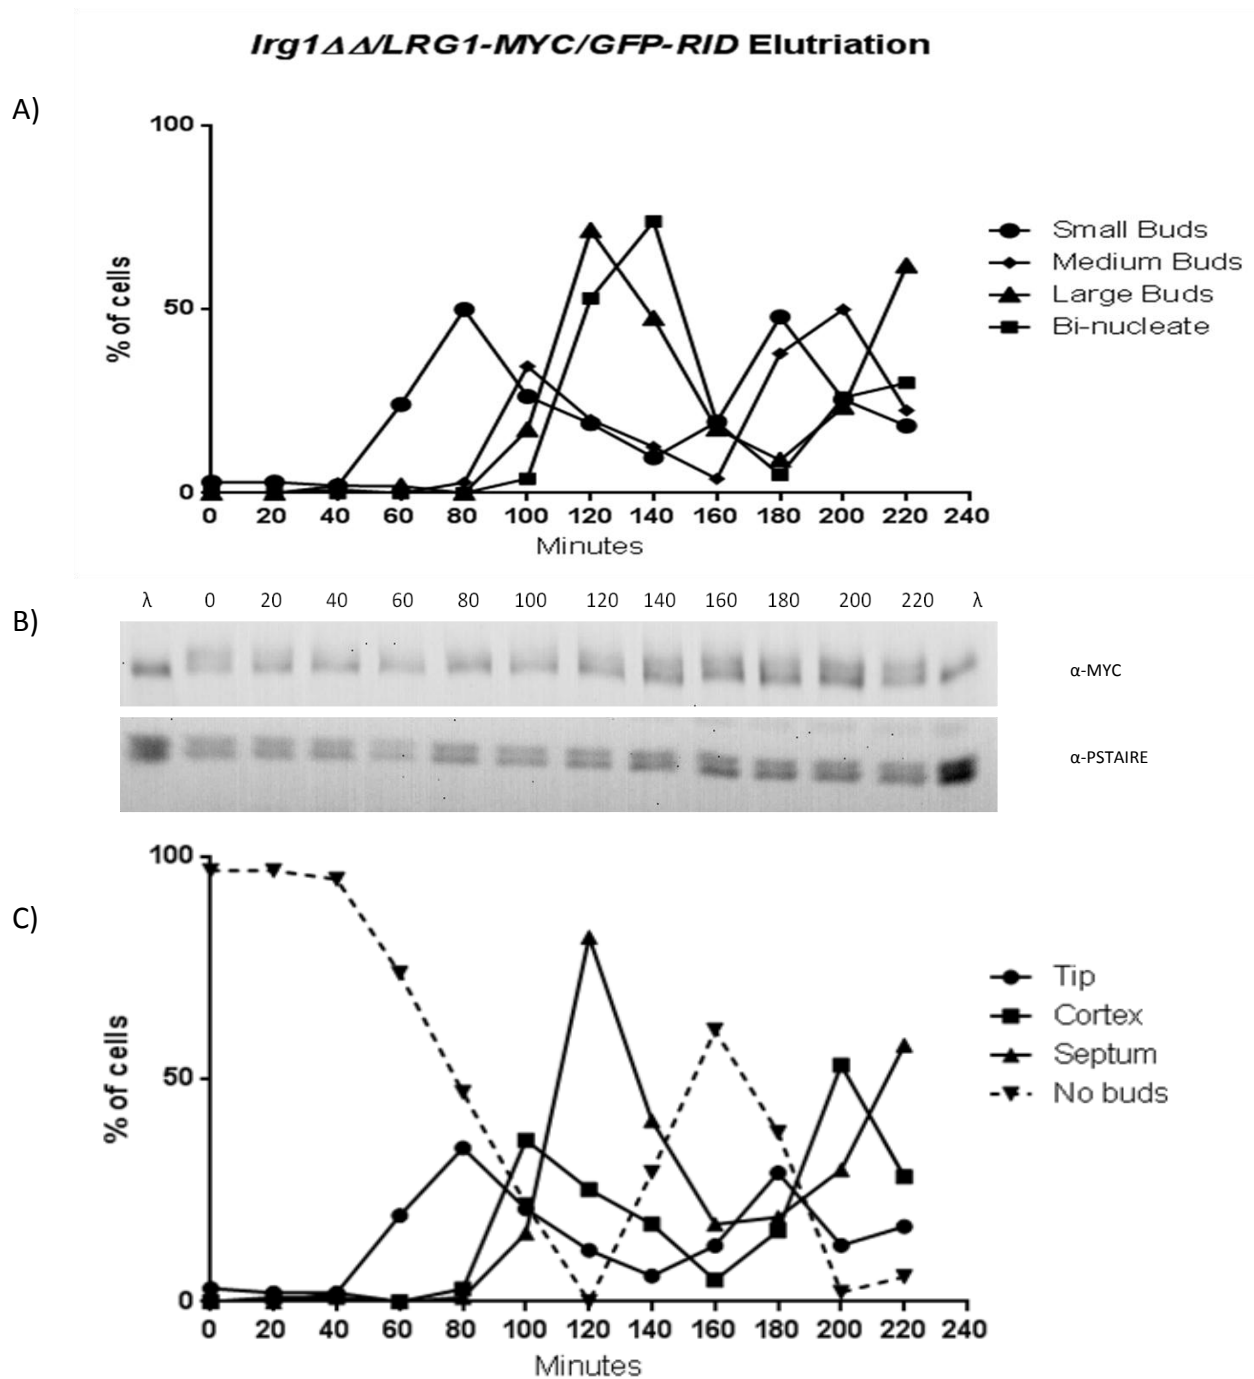 lrg1ΔΔ/LRG1-MYC/GFP-RID Elutriation
A)
100
50
0
% of cells
0 20 40 60 80 100 120 140 160 180 200 220 240
Minutes
Small Buds
Medium Buds
Large Buds
Bi-nucleate
B)
λ 0 20 40 60 80 100 120 140 160 180 200 220 λ
α-MYC
α-PSTAIRE
C)
100
50
0
% of cells
0 20 40 60 80 100 120 140 160 180 200 220 240
Minutes
Tip
Cortex
Septum
No buds